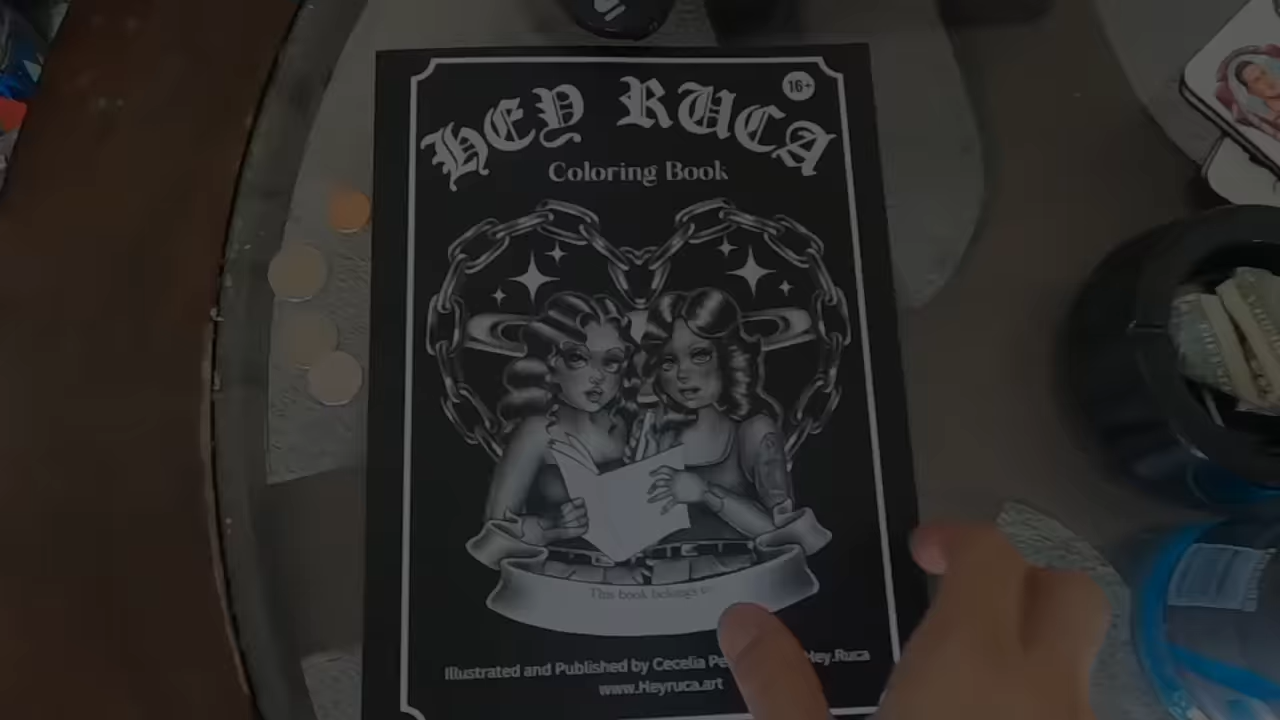 HEY RUCA
16+
Coloring Book
This book belongs to
Illustrated and Published by Cecelia Hey.Ruca
www.Heyruca.art